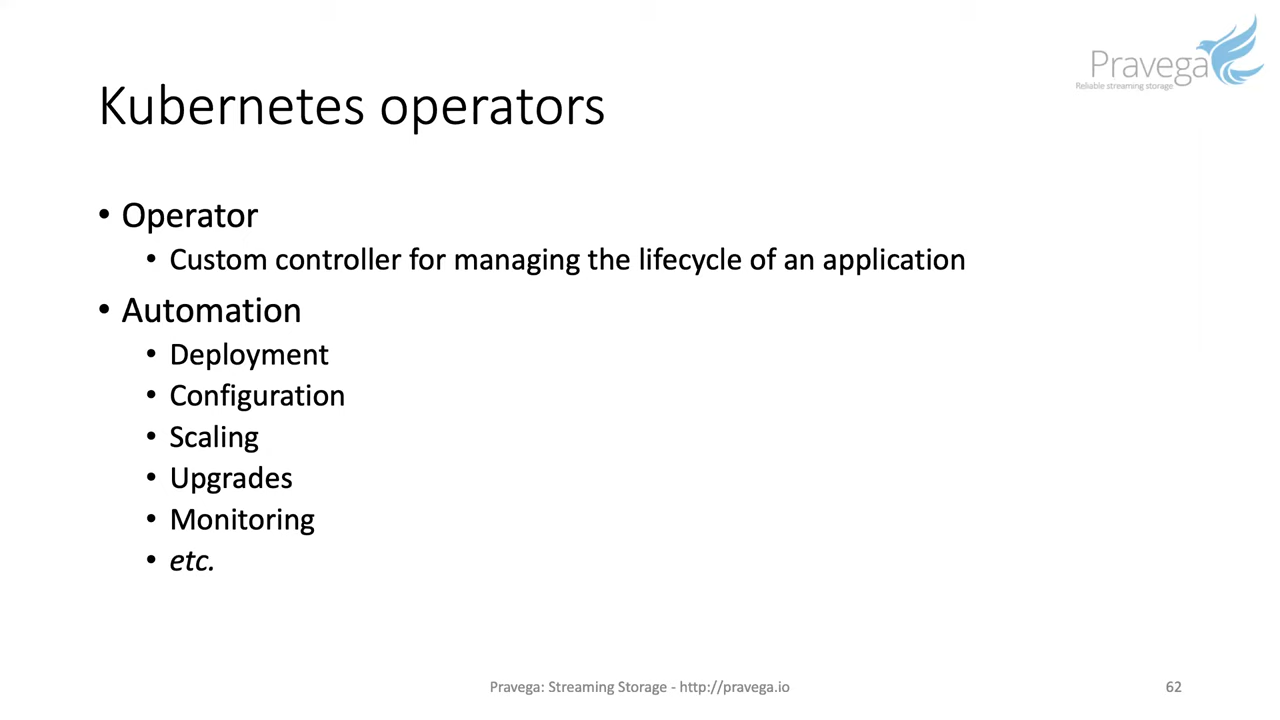 Pravega
Reliable streaming storage
Kubernetes operators
• Operator
• Custom controller for managing the lifecycle of an application
• Automation
• Deployment
• Configuration
• Scaling
• Upgrades
• Monitoring
• etc.
Pravega: Streaming Storage - http://pravega.io
62